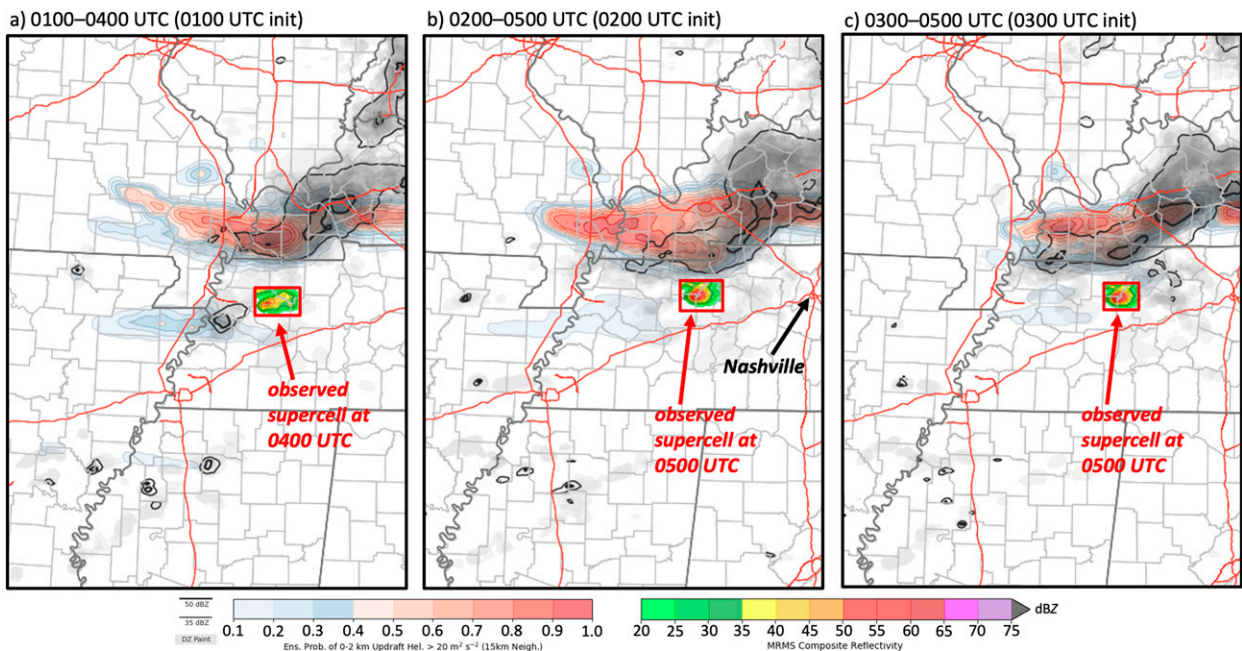 a) 0100–0400 UTC (0100 UTC init)
b) 0200–0500 UTC (0200 UTC init)
c) 0300–0500 UTC (0300 UTC init)
observed
supercell at
0400 UTC
Nashville
observed
supercell at
0500 UTC
observed
supercell at
0500 UTC
50 dBZ
35 dBZ
DZ Paint
0.1 0.2 0.3 0.4 0.5 0.6 0.7 0.8 0.9 1.0
Ens. Prob. of 0-2 km Updraft Hel. > 20 m² s⁻² (15km Neigh.)
20 25 30 35 40 45 50 55 60 65 70 75
dBZ
MRMS Composite Reflectivity